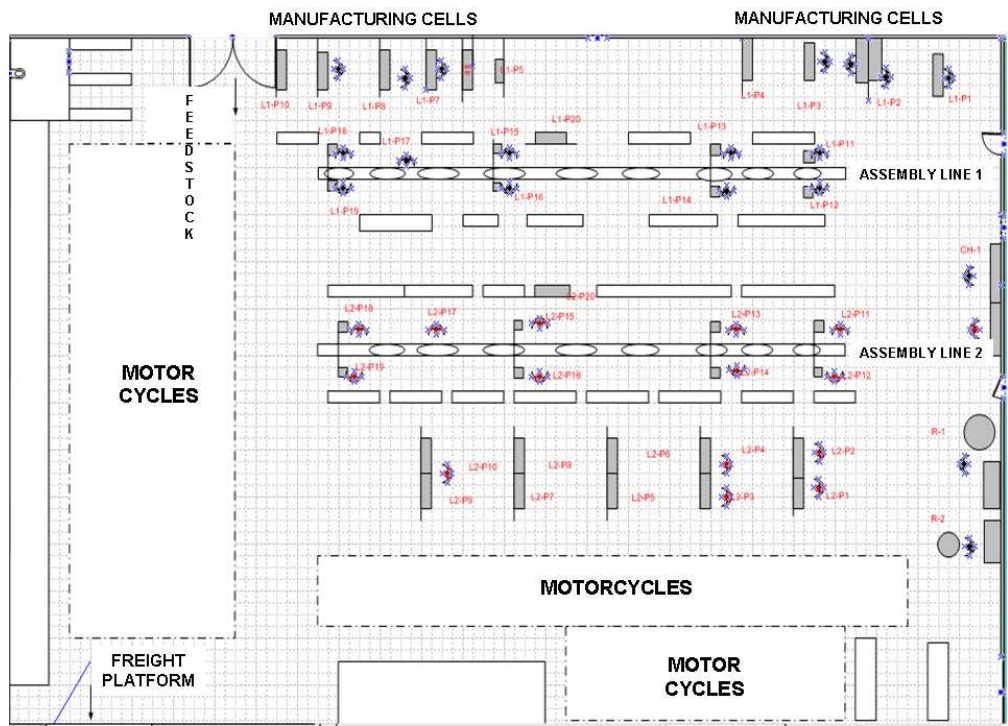 MANUFACTURING CELLS
MANUFACTURING CELLS
L1-P10
L1-P9
L1-P8
L1-P7
L1-P5
L1-P4
L1-P3
L1-P2
L1-P1
FEEDSTOCK
L1-P18
L1-P17
L1-P15
L1-P20
L1-P13
L1-P11
ASSEMBLY LINE 1
L1-P19
L1-P16
L1-P14
L1-P12
CH-1
L2-P20
L2-P18
L2-P17
L2-P15
L2-P13
L2-P11
ASSEMBLY LINE 2
MOTOR
CYCLES
L2-P19
L2-P16
L2-P14
L2-P12
R-1
L2-P10
L2-P8
L2-P6
L2-P4
L2-P2
L2-P9
L2-P7
L2-P5
L2-P3
L2-P1
R-2
MOTORCYCLES
FREIGHT
PLATFORM
MOTOR
CYCLES